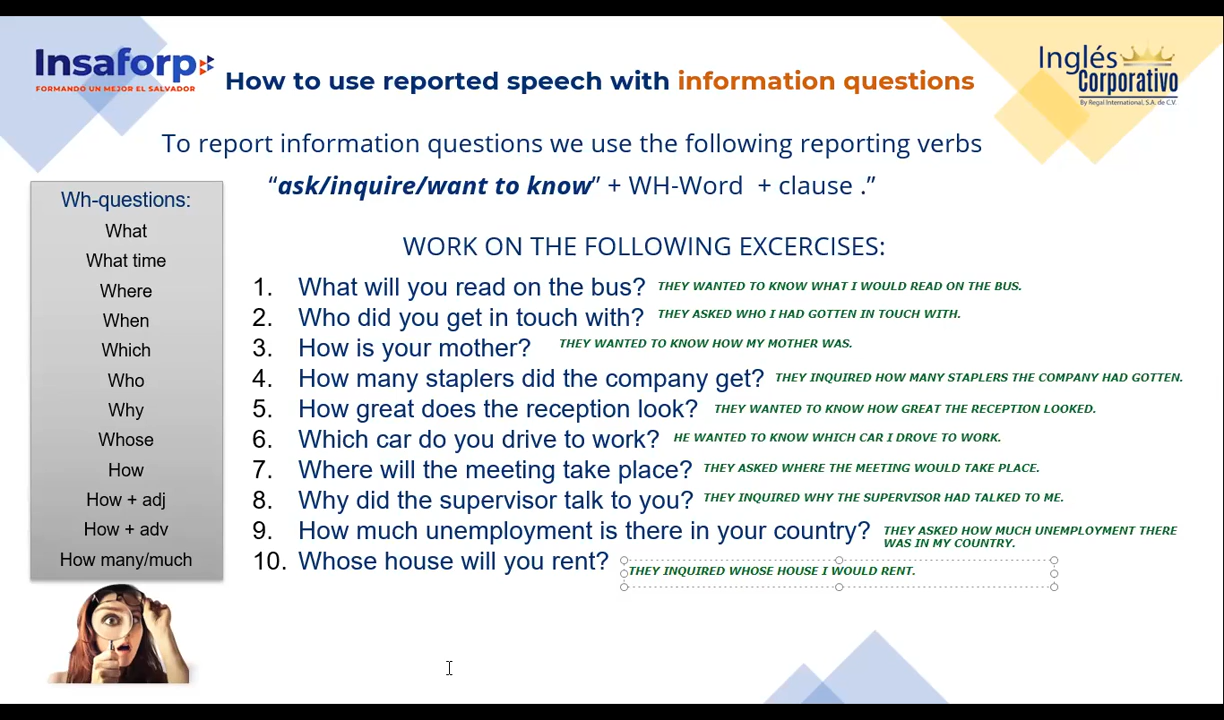 Insaforp
FORMANDO UN MEJOR EL SALVADOR
How to use reported speech with information questions
Inglés
Corporativo
By Regal International, S.A. de C.V.
To report information questions we use the following reporting verbs
“ask/inquire/want to know” + WH-Word + clause .”
Wh-questions:
What
What time
Where
When
Which
Who
Why
Whose
How
How + adj
How + adv
How many/much
WORK ON THE FOLLOWING EXCERCISES:
1. What will you read on the bus? THEY WANTED TO KNOW WHAT I WOULD READ ON THE BUS.
2. Who did you get in touch with? THEY ASKED WHO I HAD GOTTEN IN TOUCH WITH.
3. How is your mother? THEY WANTED TO KNOW HOW MY MOTHER WAS.
4. How many staplers did the company get? THEY INQUIRED HOW MANY STAPLERS THE COMPANY HAD GOTTEN.
5. How great does the reception look? THEY WANTED TO KNOW HOW GREAT THE RECEPTION LOOKED.
6. Which car do you drive to work? HE WANTED TO KNOW WHICH CAR I DROVE TO WORK.
7. Where will the meeting take place? THEY ASKED WHERE THE MEETING WOULD TAKE PLACE.
8. Why did the supervisor talk to you? THEY INQUIRED WHY THE SUPERVISOR HAD TALKED TO ME.
9. How much unemployment is there in your country? THEY ASKED HOW MUCH UNEMPLOYMENT THERE
WAS IN MY COUNTRY.
10. Whose house will you rent? THEY INQUIRED WHOSE HOUSE I WOULD RENT.